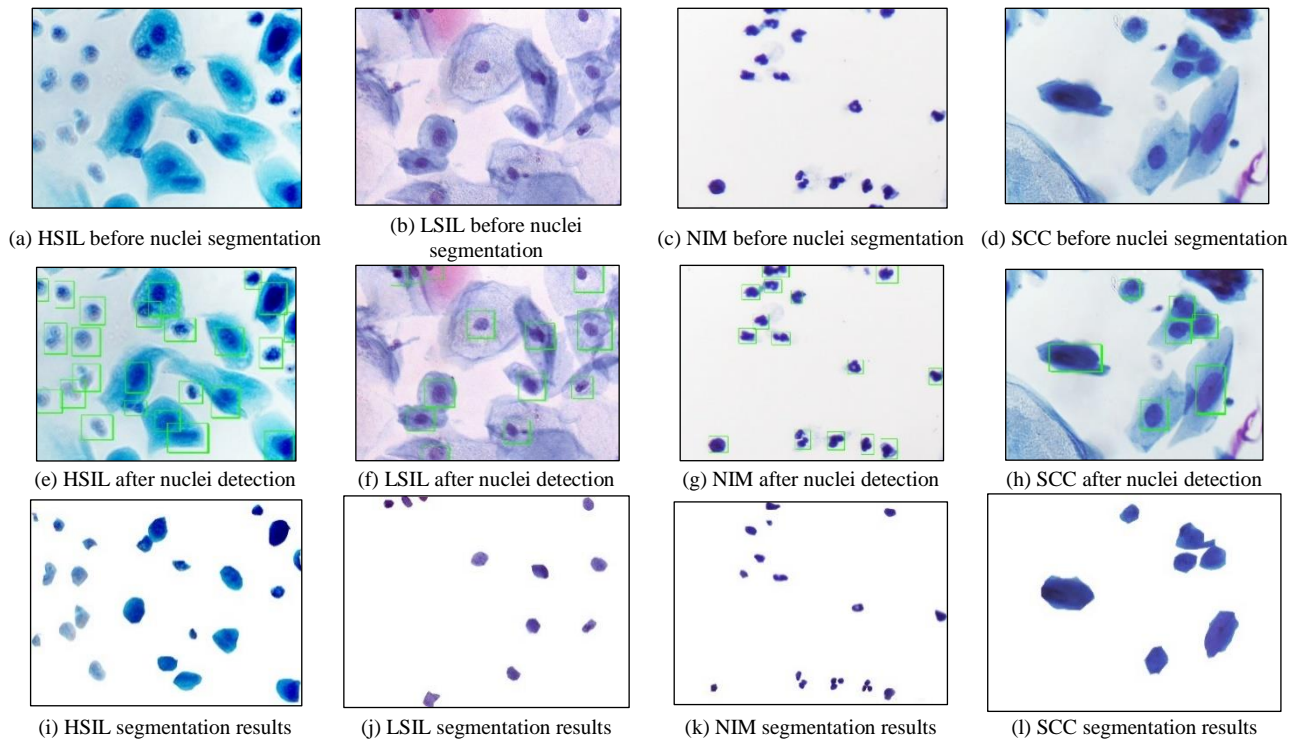 (a) HSIL before nuclei segmentation
(b) LSIL before nuclei
segmentation
(c) NIM before nuclei segmentation
(d) SCC before nuclei segmentation
(e) HSIL after nuclei detection
(f) LSIL after nuclei detection
(g) NIM after nuclei detection
(h) SCC after nuclei detection
(i) HSIL segmentation results
(j) LSIL segmentation results
(k) NIM segmentation results
(l) SCC segmentation results